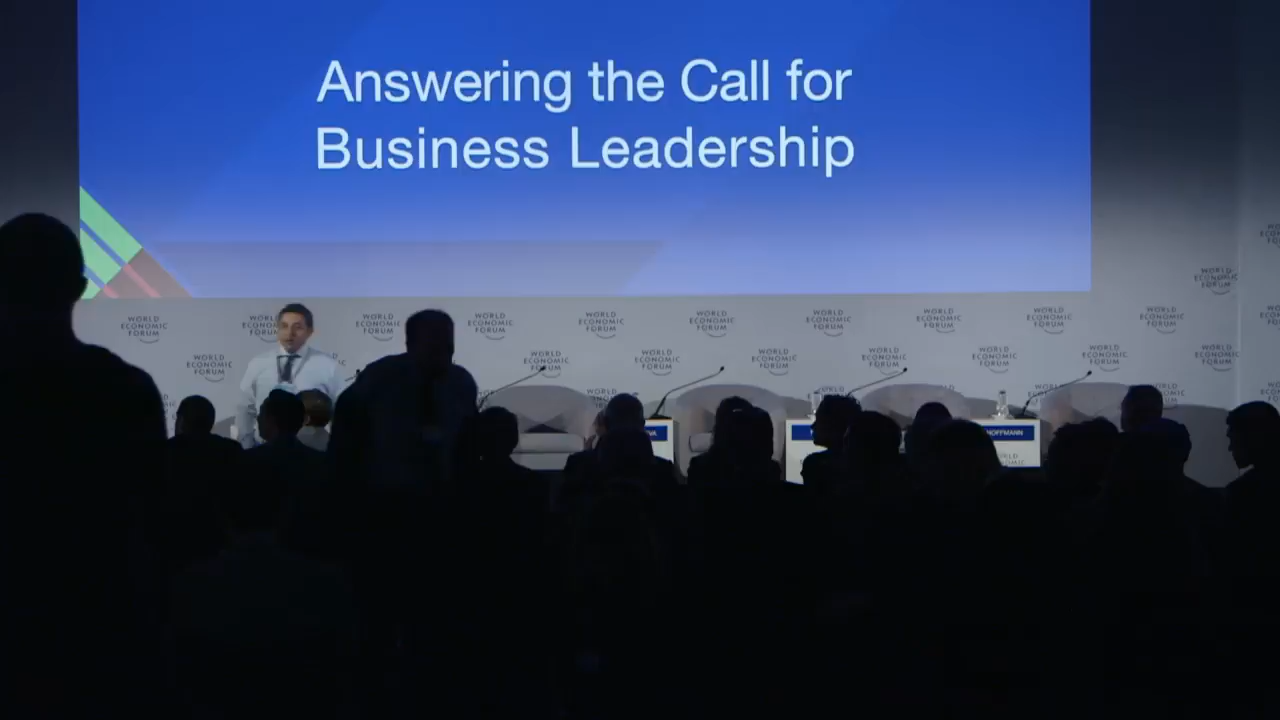 Answering the Call for
Business Leadership
WORLD
ECONOMIC
FORUM
HOFFMANN